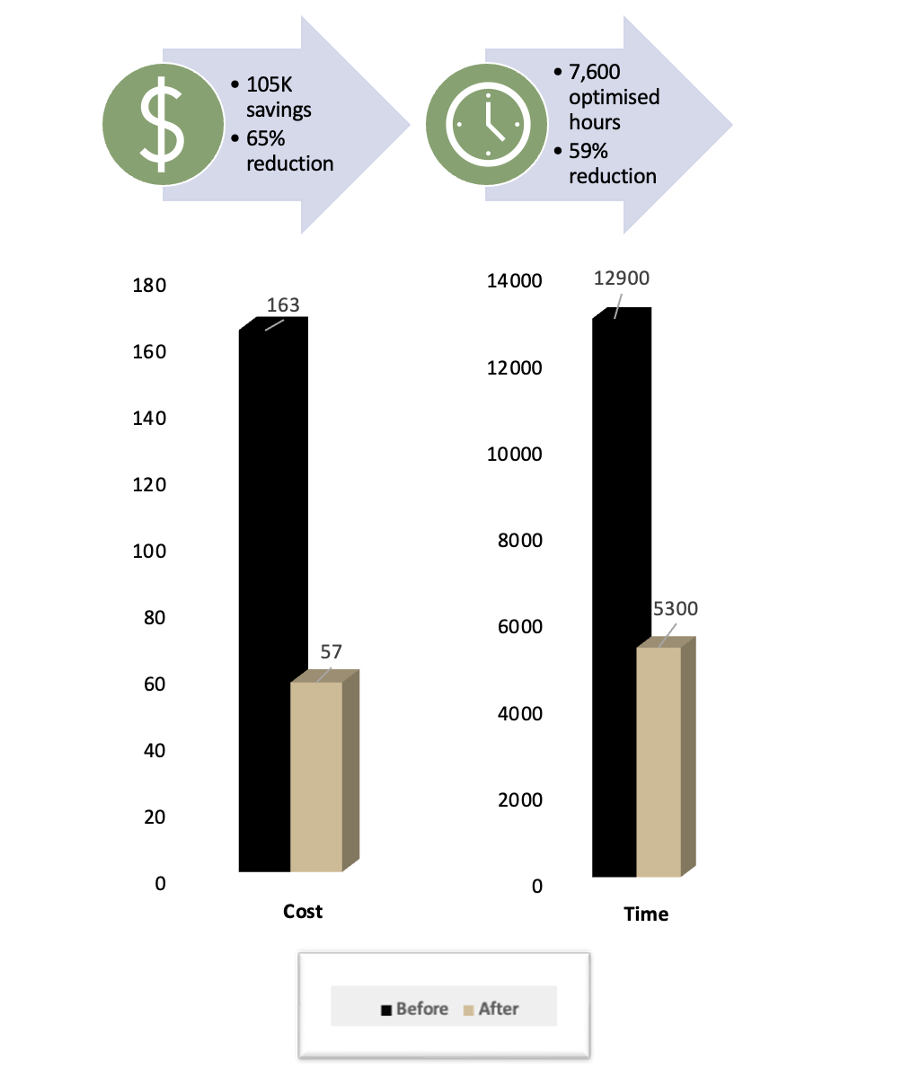 • 105K
savings
• 65%
reduction
• 7,600
optimised
hours
• 59%
reduction
180
160
140
120
100
80
60
40
20
0
163
57
Cost
14000
12000
10000
8000
6000
4000
2000
0
12900
5300
Time
Before After